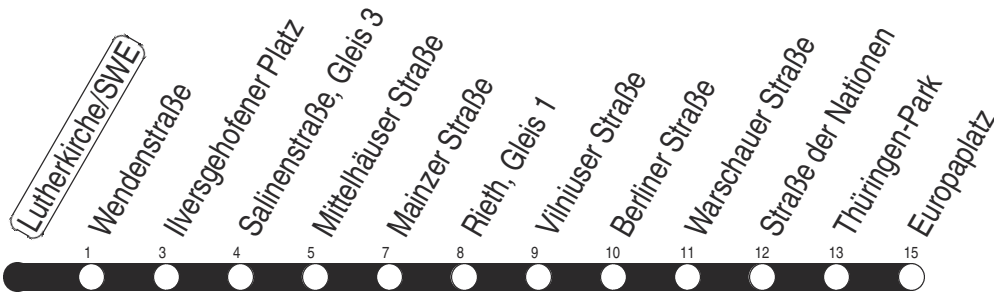 Lutherkirche/SWE
Wendenstraße
Ilversgehofener Platz
Salinenstraße, Gleis 3
Mittelhäuser Straße
Mainzer Straße
Rieth, Gleis 1
Vilniuser Straße
Berliner Straße
Warschauer Straße
Straße der Nationen
Thüringen-Park
Europaplatz
1 3 4 5 7 8 9 10 11 12 13 15